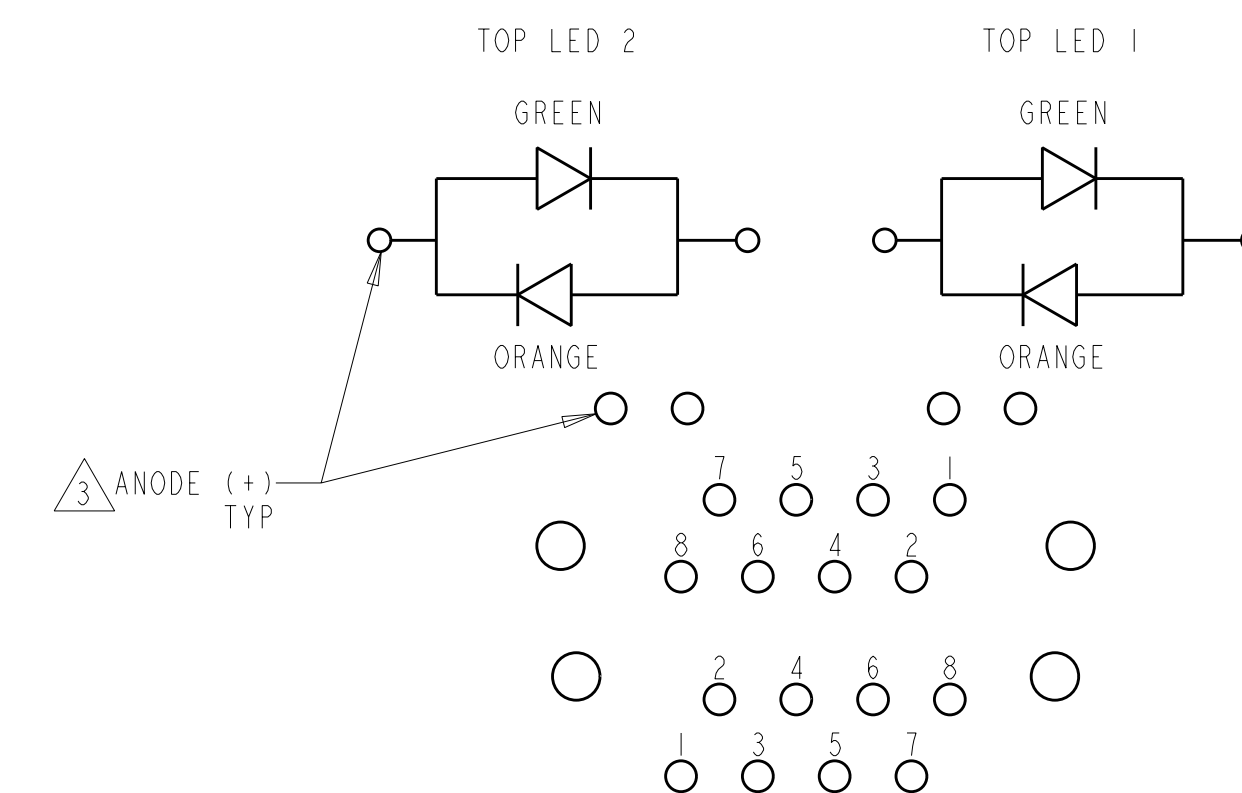 TOP LED 2
TOP LED 1
GREEN
GREEN
ORANGE
ORANGE
3
ANODE (+)
TYP
7 5 3 1
8 6 4 2
2 4 6 8
1 3 5 7